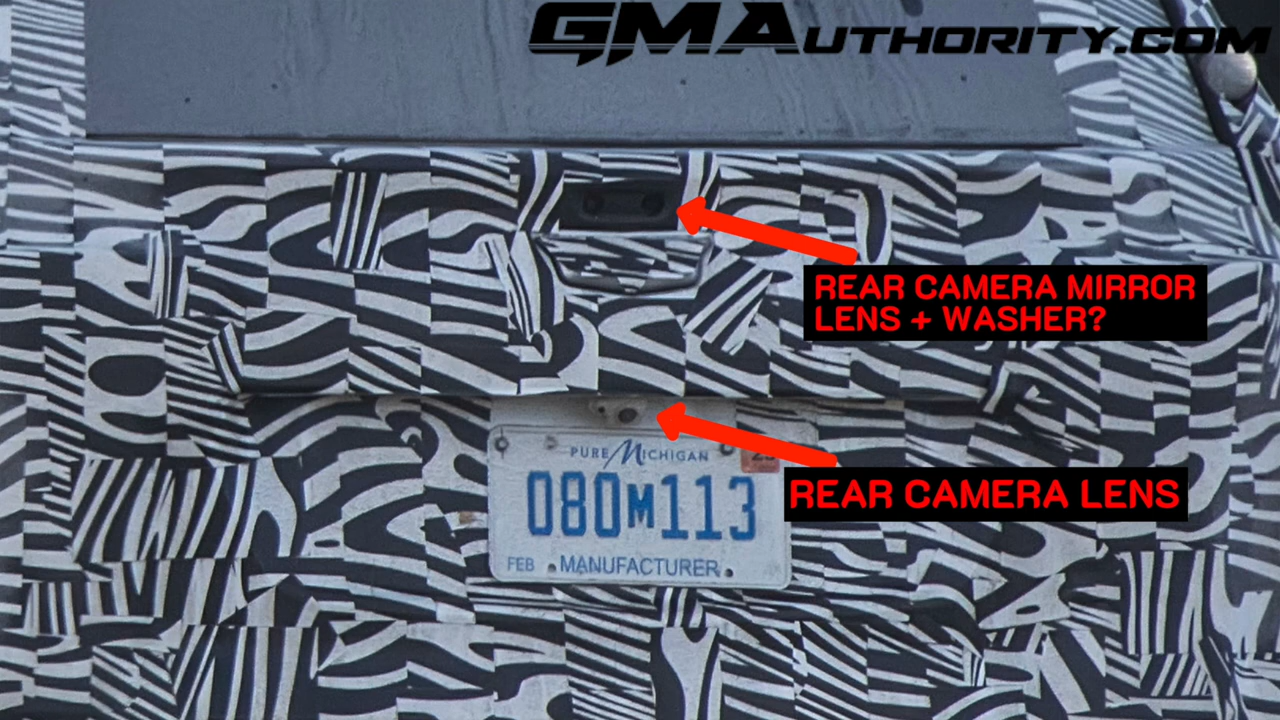 GMAUTHORITY.COM
REAR CAMERA MIRROR
LENS + WASHER?
REAR CAMERA LENS
PURE MICHIGAN
080M113
FEB MANUFACTURER